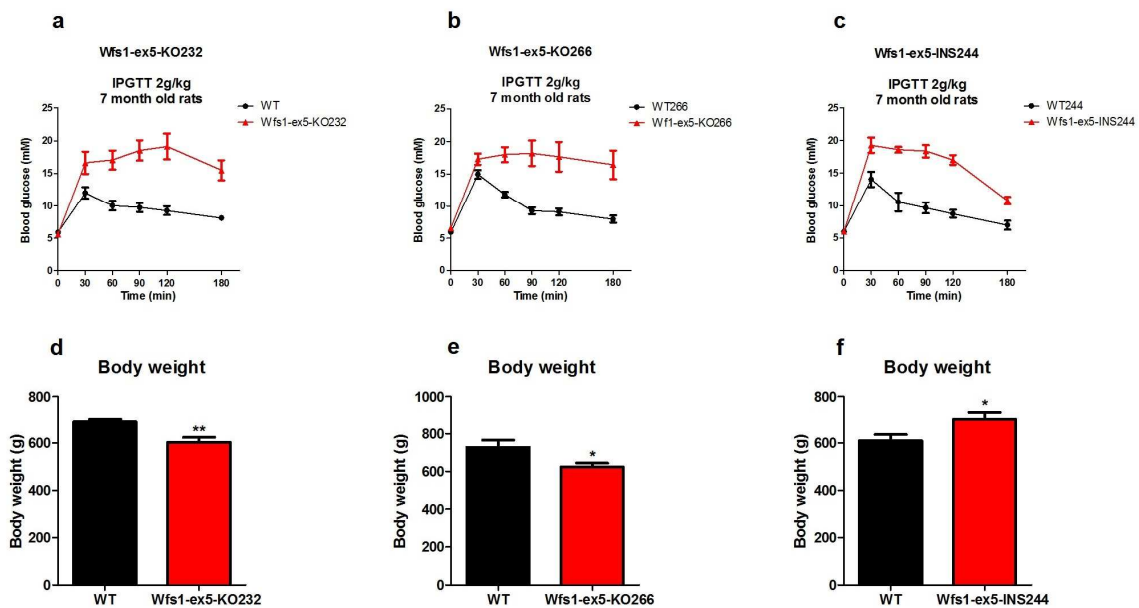 a
Wfs1-ex5-KO232
IPGTT 2g/kg
7 month old rats
WT
Wfs1-ex5-KO232
Blood glucose (mM)
25
20
15
10
5
0
0 30 60 90 120 180
Time (min)
b
Wfs1-ex5-KO266
IPGTT 2g/kg
7 month old rats
WT266
Wf1-ex5-KO266
Blood glucose (mM)
25
20
15
10
5
0
0 30 60 90 120 180
Time (min)
c
Wfs1-ex5-INS244
IPGTT 2g/kg
7 month old rats
WT244
Wfs1-ex5-INS244
Blood glucose (mM)
25
20
15
10
5
0
0 30 60 90 120 180
Time (min)
d
Body weight
Body weight (g)
800
600
400
200
0
**
WT Wfs1-ex5-KO232
e
Body weight
Body weight (g)
1000
800
600
400
200
0
*
WT Wfs1-ex5-KO266
f
Body weight
Body weight (g)
800
600
400
200
0
*
WT Wfs1-ex5-INS244